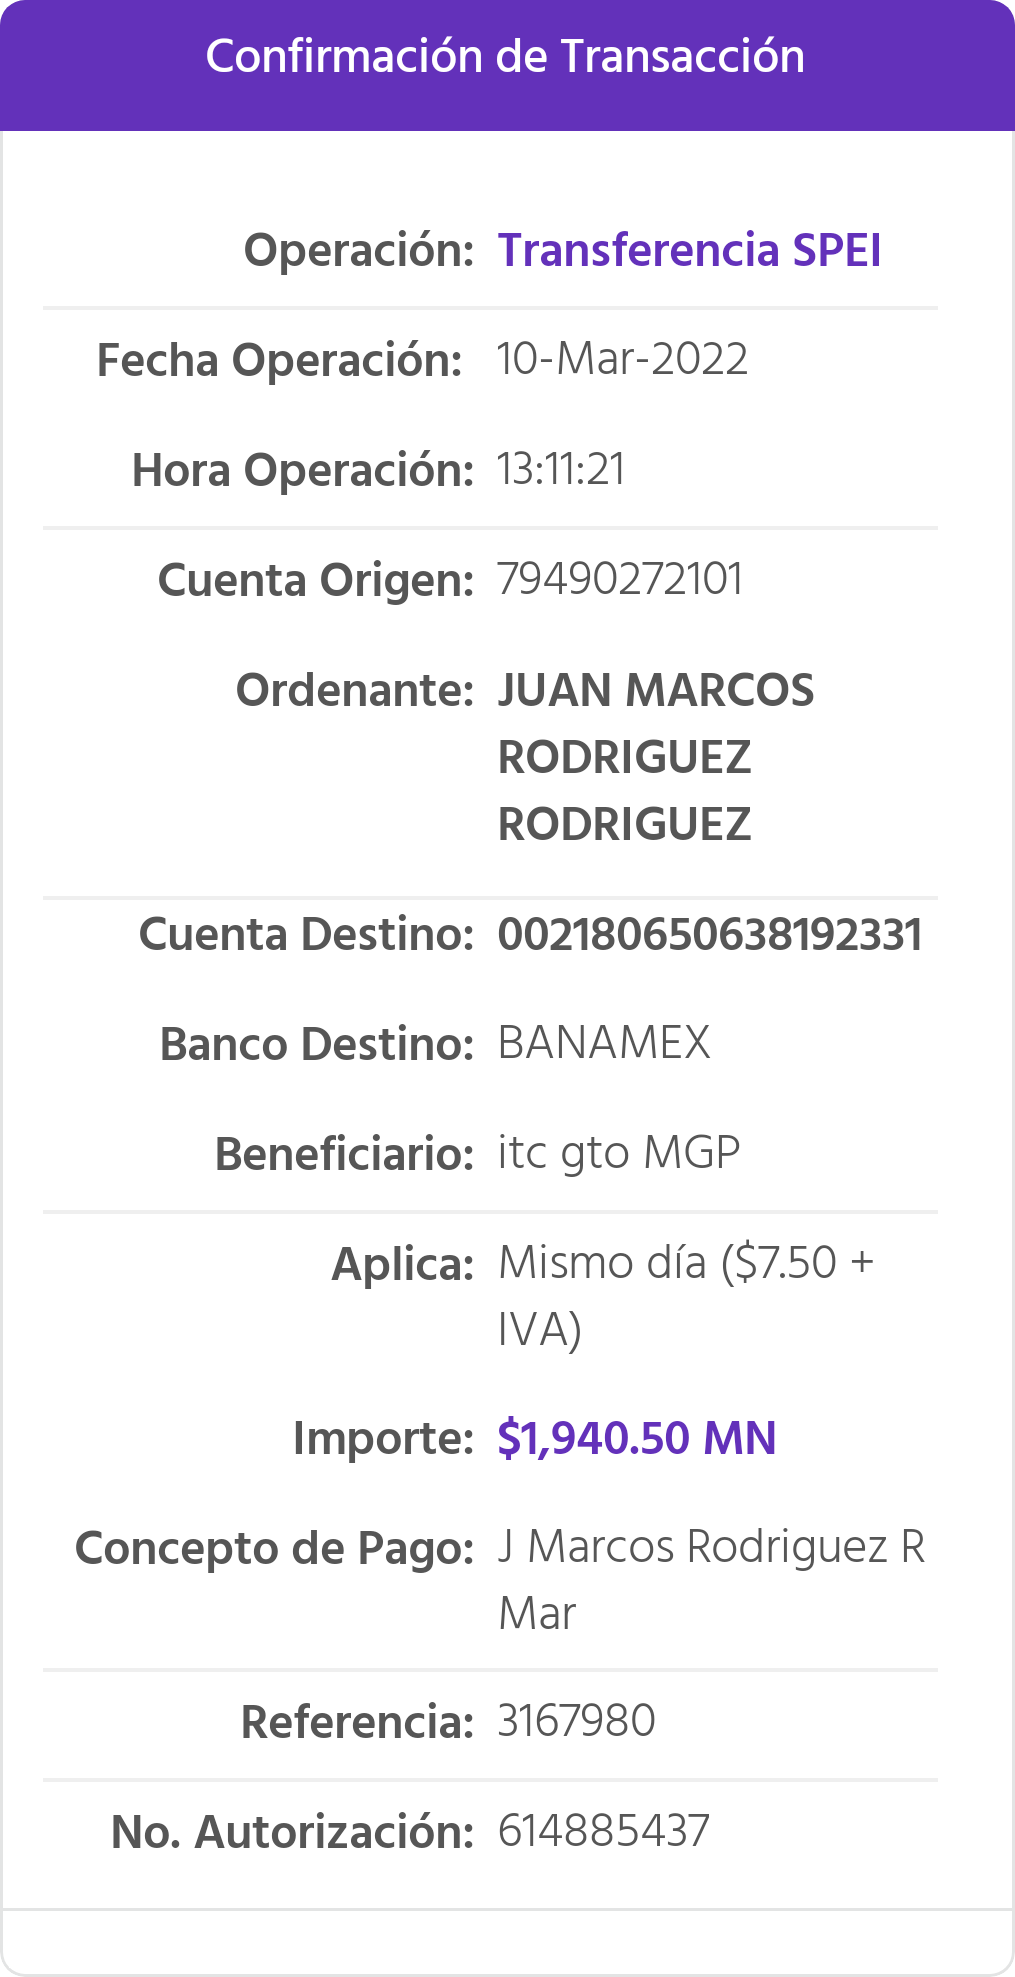 Confirmación de Transacción
Operación: Transferencia SPEI
Fecha Operación: 10-Mar-2022
Hora Operación: 13:11:21
Cuenta Origen: 79490272101
Ordenante: JUAN MARCOS
RODRIGUEZ
RODRIGUEZ
Cuenta Destino: 002180650638192331
Banco Destino: BANAMEX
Beneficiario: itc gto MGP
Aplica: Mismo día ($7.50 +
IVA)
Importe: $1,940.50 MN
Concepto de Pago: J Marcos Rodriguez R
Mar
Referencia: 3167980
No. Autorización: 614885437